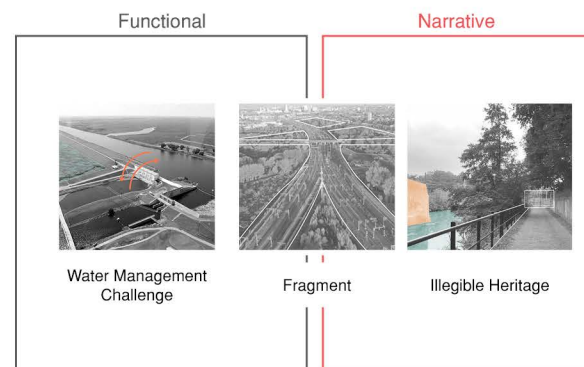 Functional
Narrative
Water Management
Challenge
Fragment
Illegible Heritage